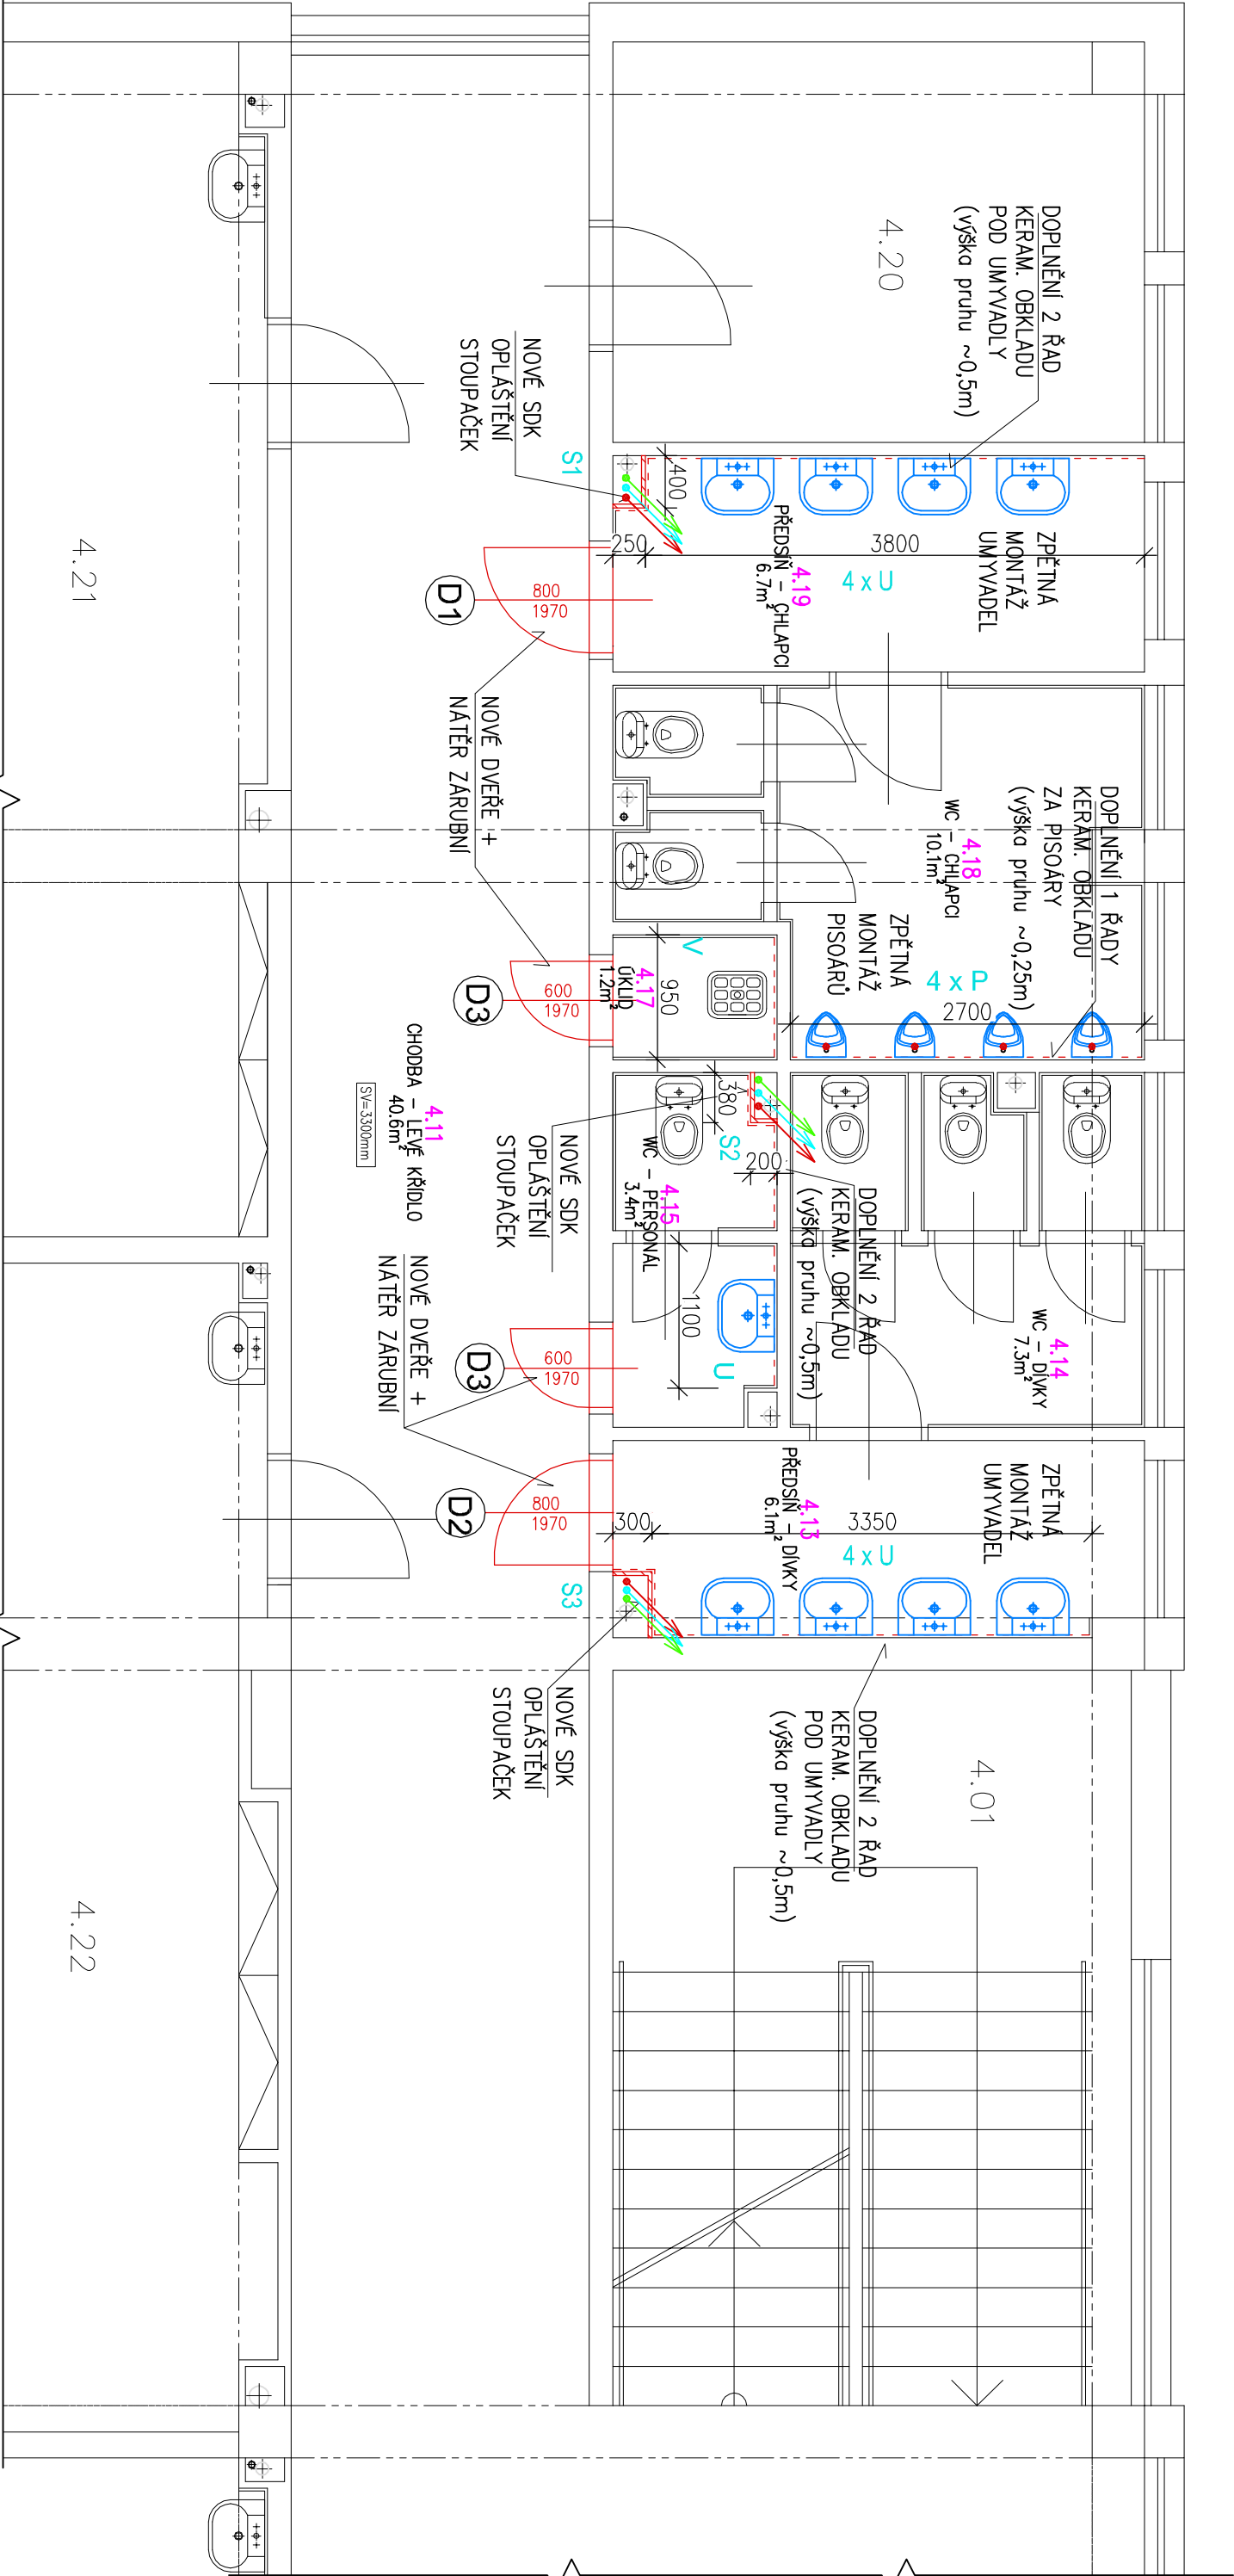 4.20
DOPLNĚNÍ 2 ŘAD
KERAM. OBKLADU
POD UMYVADLY
(výška pruhu ~0,5m)
NOVÉ SDK
OPLÁŠTĚNÍ
STOUPAČEK
S1
400
250
3800
4 x U
4.19
PŘEDSÍŇ - CHLAPCI
6.7m²
ZPĚTNÁ
MONTÁŽ
UMYVADEL
800
1970
D1
4.21
NOVÉ DVEŘE +
NÁTĚR ZÁRUBNÍ
DOPLNĚNÍ 1 ŘADY
KERAM. OBKLADU
ZA PISOÁRY
(výška pruhu ~0,25m)
4.18
WC - CHLAPCI
10.1m²
ZPĚTNÁ
MONTÁŽ
PISOÁRŮ
4 x P
2700
V
950
4.17
ÚKLID
1.2m²
600
1970
D3
4.11
CHODBA - LEVÉ KŘÍDLO
40.6m²
SV=3300mm
NOVÉ SDK
OPLÁŠTĚNÍ
STOUPAČEK
380
S2
200
4.15
WC - PERSONÁL
3.4m²
DOPLNĚNÍ 2 ŘAD
KERAM. OBKLADU
(výška pruhu ~0,5m)
4.14
WC - DÍVKY
7.3m²
1100
U
NOVÉ DVEŘE +
NÁTĚR ZÁRUBNÍ
600
1970
D3
800
1970
D2
300
3350
4 x U
4.13
PŘEDSÍŇ - DÍVKY
6.1m²
ZPĚTNÁ
MONTÁŽ
UMYVADEL
S3
NOVÉ SDK
OPLÁŠTĚNÍ
STOUPAČEK
DOPLNĚNÍ 2 ŘAD
KERAM. OBKLADU
POD UMYVADLY
(výška pruhu ~0,5m)
4.01
4.22